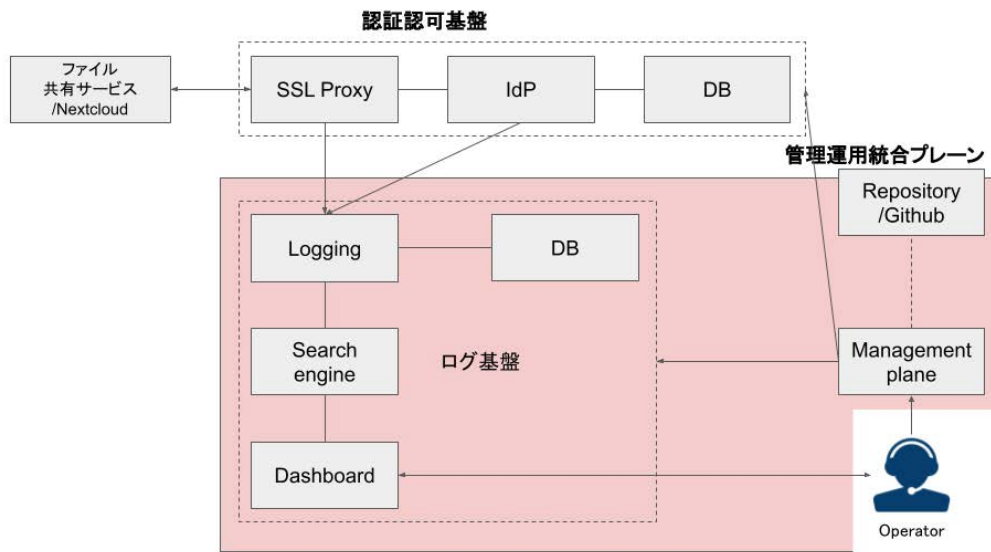 認証認可基盤
ファイル
共有サービス
/Nextcloud
SSL Proxy
IdP
DB
管理運用統合プレーン
Repository
/Github
Logging
DB
Search
engine
ログ基盤
Management
plane
Dashboard
Operator